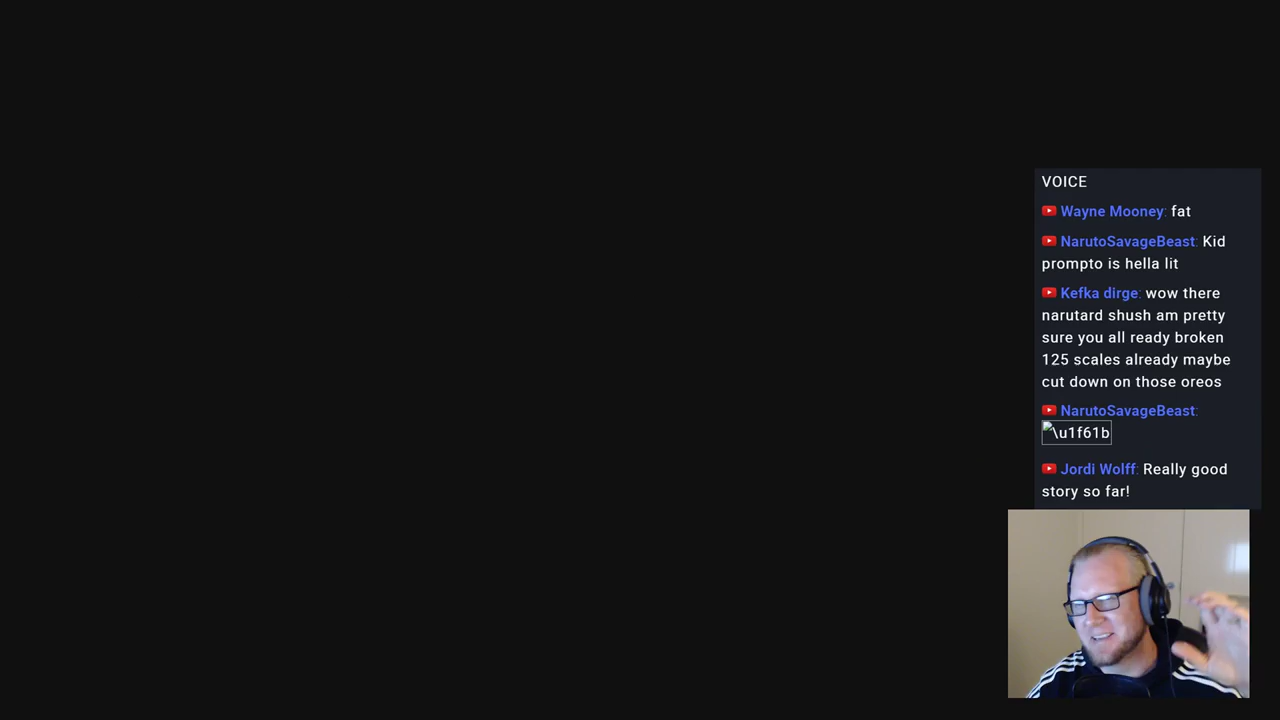 VOICE
Wayne Mooney: fat
NarutoSavageBeast: Kid
prompto is hella lit
Kefka dirge: wow there
narutard shush am pretty
sure you all ready broken
125 scales already maybe
cut down on those oreos
NarutoSavageBeast:
\u1f61b
Jordi Wolff: Really good
story so far!